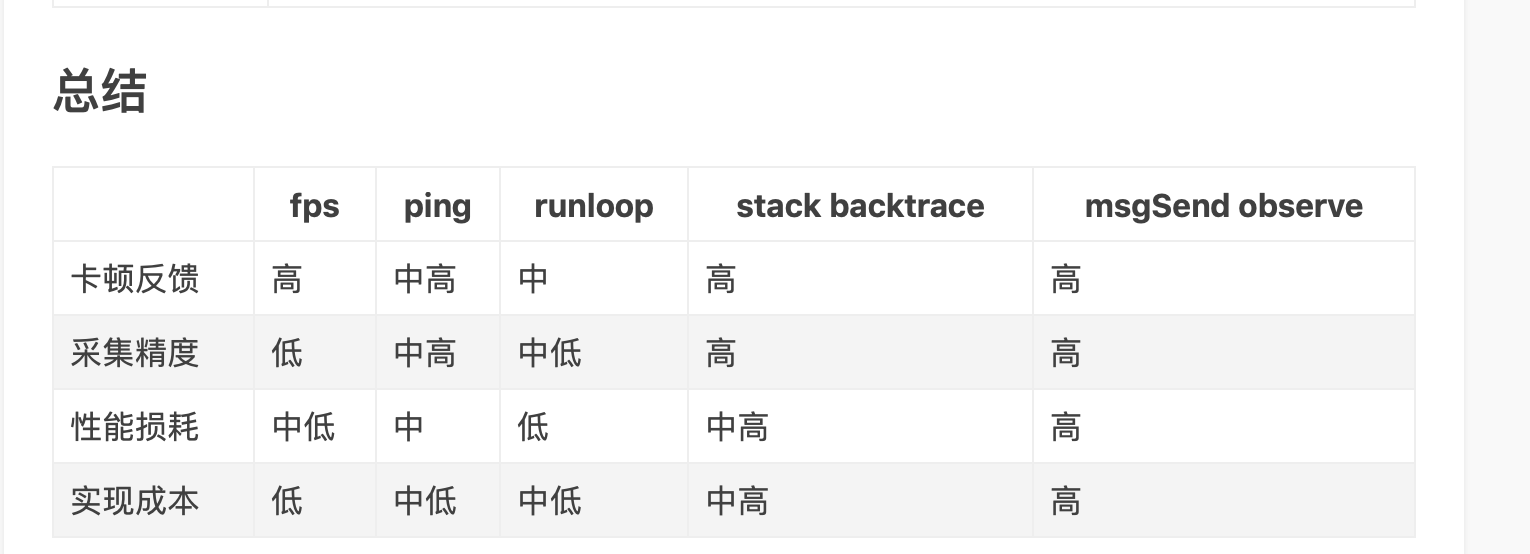 总结
fps ping runloop stack backtrace msgSend observe
卡顿反馈 高 中高 中 高 高
采集精度 低 中高 中低 高 高
性能损耗 中低 中 低 中高 高
实现成本 低 中低 中低 中高 高